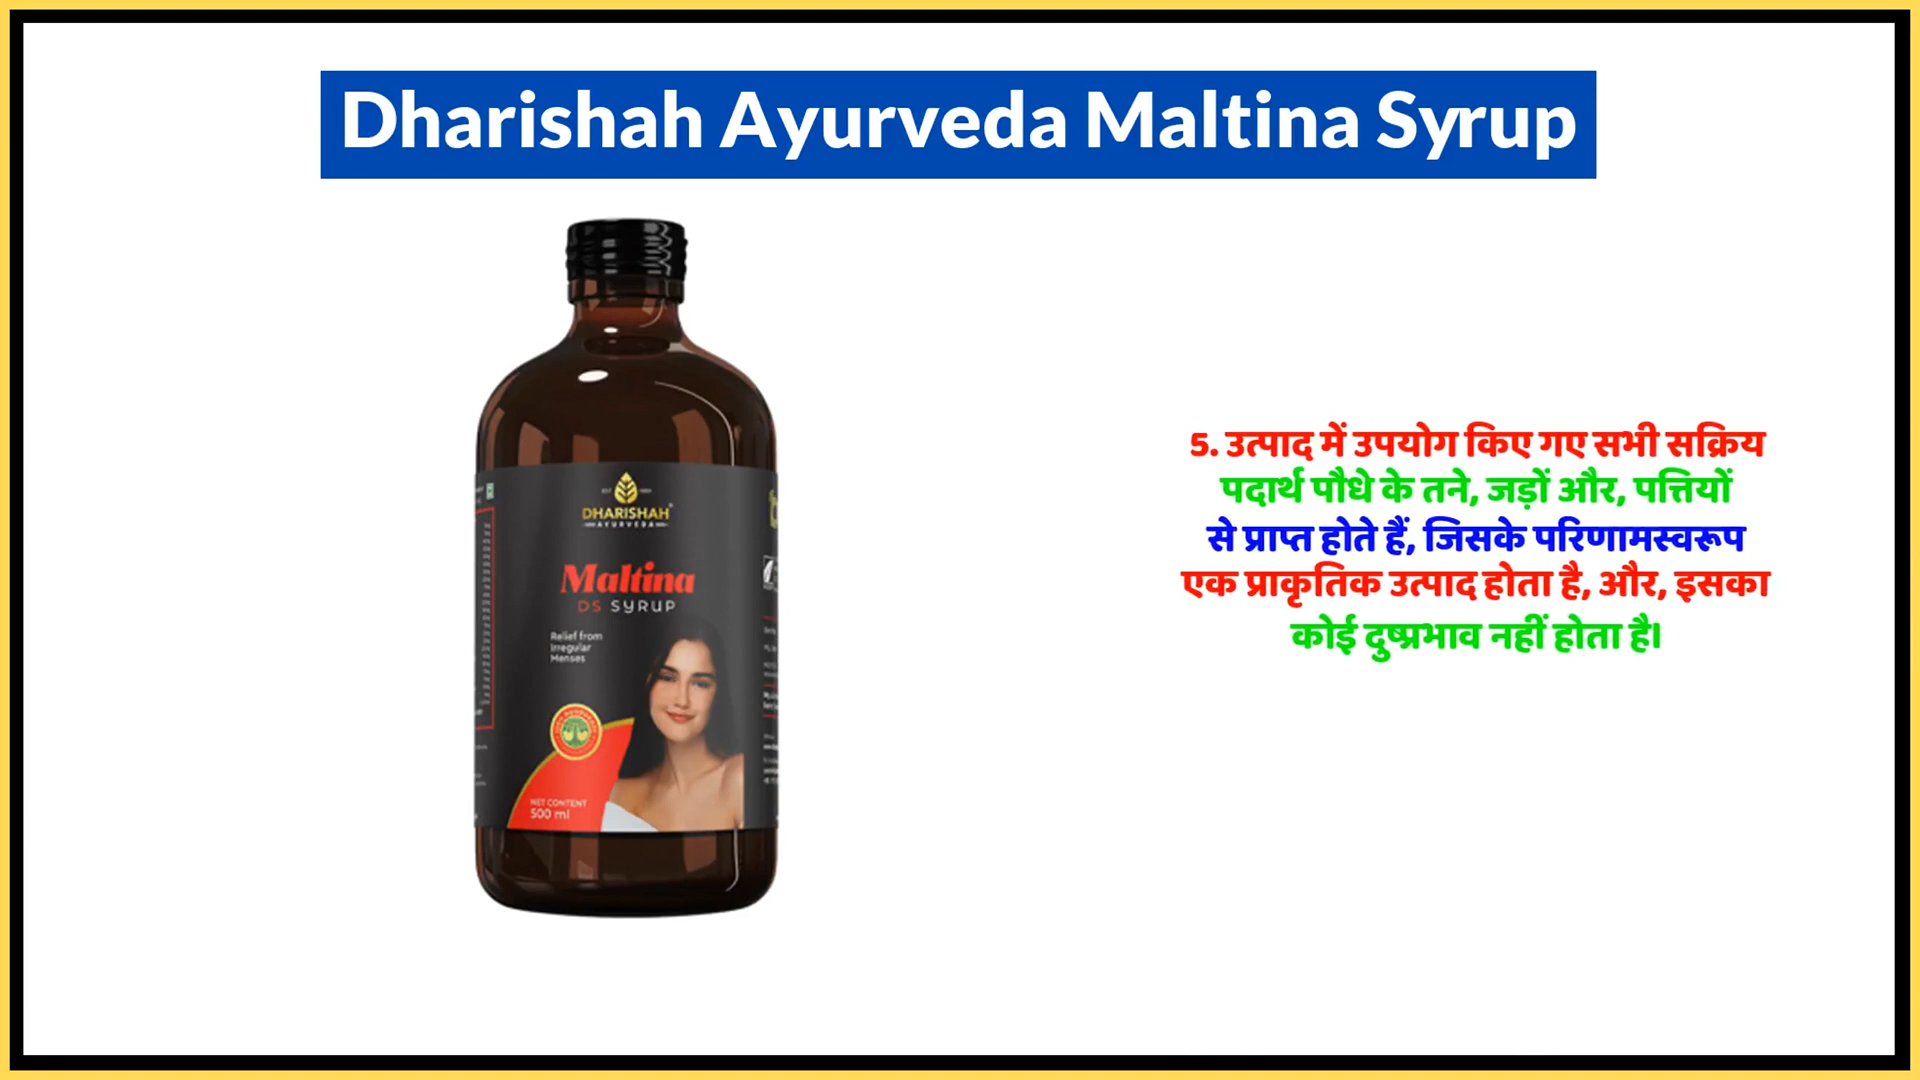 Dharishah Ayurveda Maltina Syrup
DHARISHAH
AYURVEDA
Maltina
DS SYRUP
Relief from
Irregular
Menses
NET CONTENT
500 ml
5. उत्पाद में उपयोग किए गए सभी सक्रिय
पदार्थ पौधे के तने, जड़ों और, पत्तियों
से प्राप्त होते हैं, जिसके परिणामस्वरूप
एक प्राकृतिक उत्पाद होता है, और, इसका
कोई दुष्प्रभाव नहीं होता है।